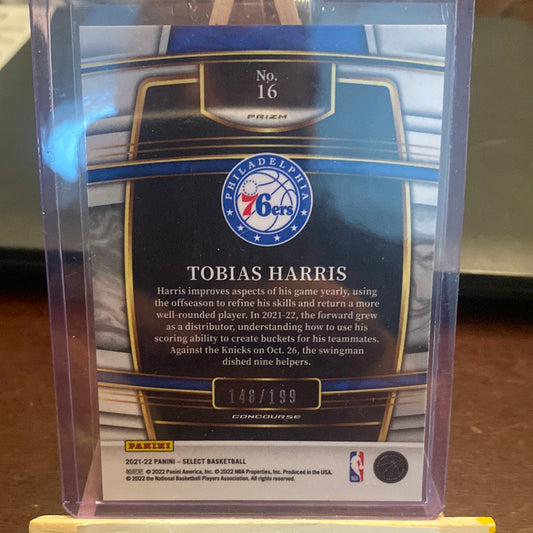 No.
16
PRIZM
PHILADELPHIA
76ers
TOBIAS HARRIS
Harris improves aspects of his game yearly, using
the offseason to refine his skills and return a more
well-rounded player. In 2021-22, the forward grew
as a distributor, understanding how to use his
scoring ability to create buckets for his teammates.
Against the Knicks on Oct. 26, the swingman
dished nine helpers.
148/199
CONCOURSE
PANINI
2021-22 PANINI – SELECT BASKETBALL
© 2022 Panini America, Inc. © 2022 NBA Properties, Inc. Produced in the USA.
© 2022 the National Basketball Players Association. All rights reserved.